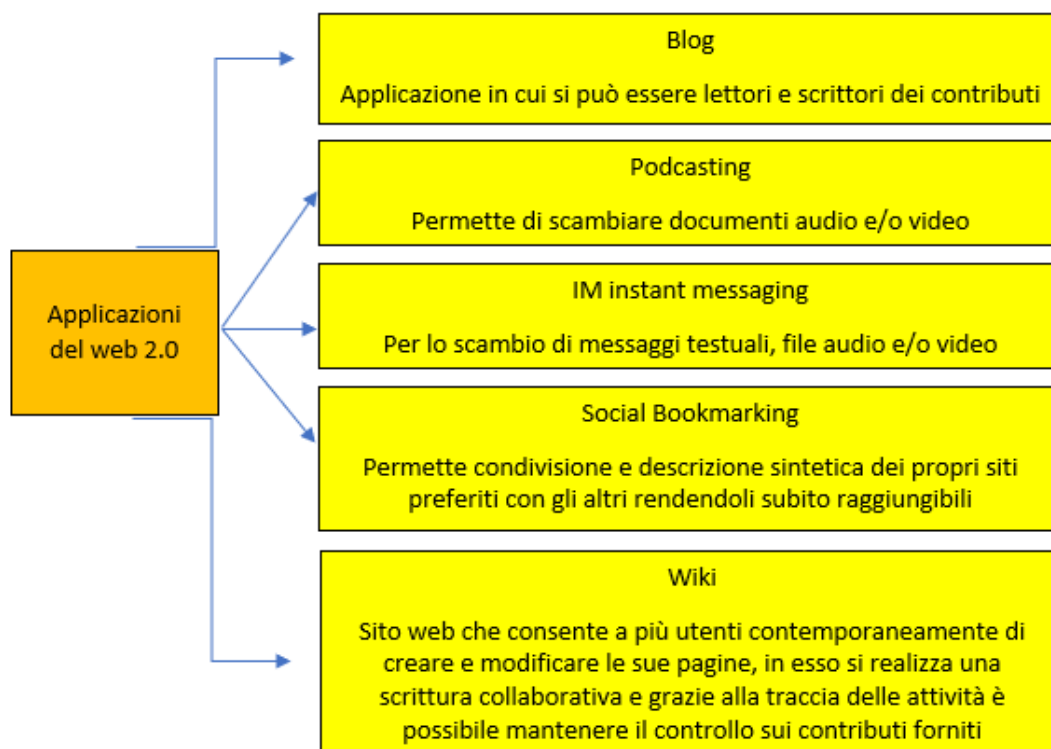 Blog
Applicazione in cui si può essere lettori e scrittori dei contributi
Podcasting
Permette di scambiare documenti audio e/o video
Applicazioni
del web 2.0
IM instant messaging
Per lo scambio di messaggi testuali, file audio e/o video
Social Bookmarking
Permette condivisione e descrizione sintetica dei propri siti
preferiti con gli altri rendendoli subito raggiungibili
Wiki
Sito web che consente a più utenti contemporaneamente di
creare e modificare le sue pagine, in esso si realizza una
scrittura collaborativa e grazie alla traccia delle attività è
possibile mantenere il controllo sui contributi forniti